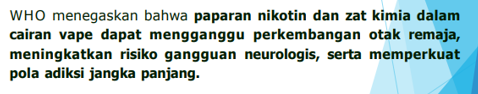 WHO menegaskan bahwa paparan nikotin dan zat kimia dalam
cairan vape dapat mengganggu perkembangan otak remaja,
meningkatkan risiko gangguan neurologis, serta memperkuat
pola adiksi jangka panjang.